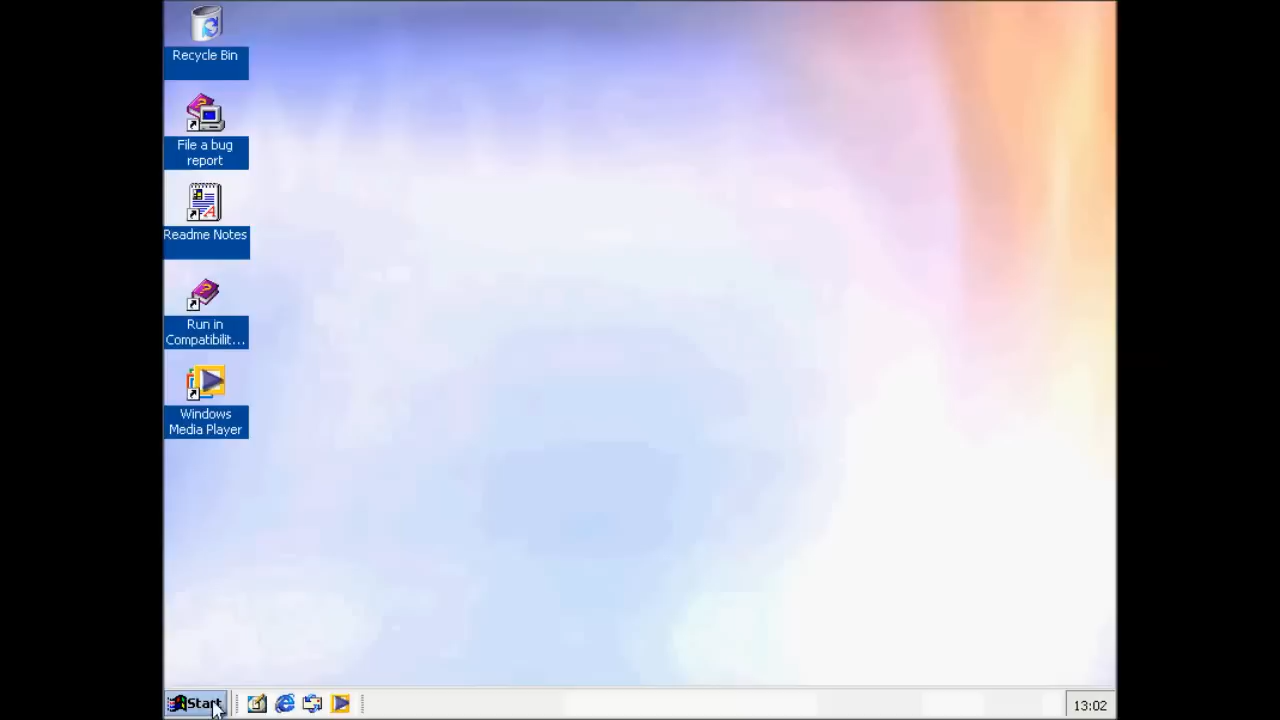 Recycle Bin
File a bug
report
Readme Notes
Run in
Compatibilit...
Windows
Media Player
Start
13:02